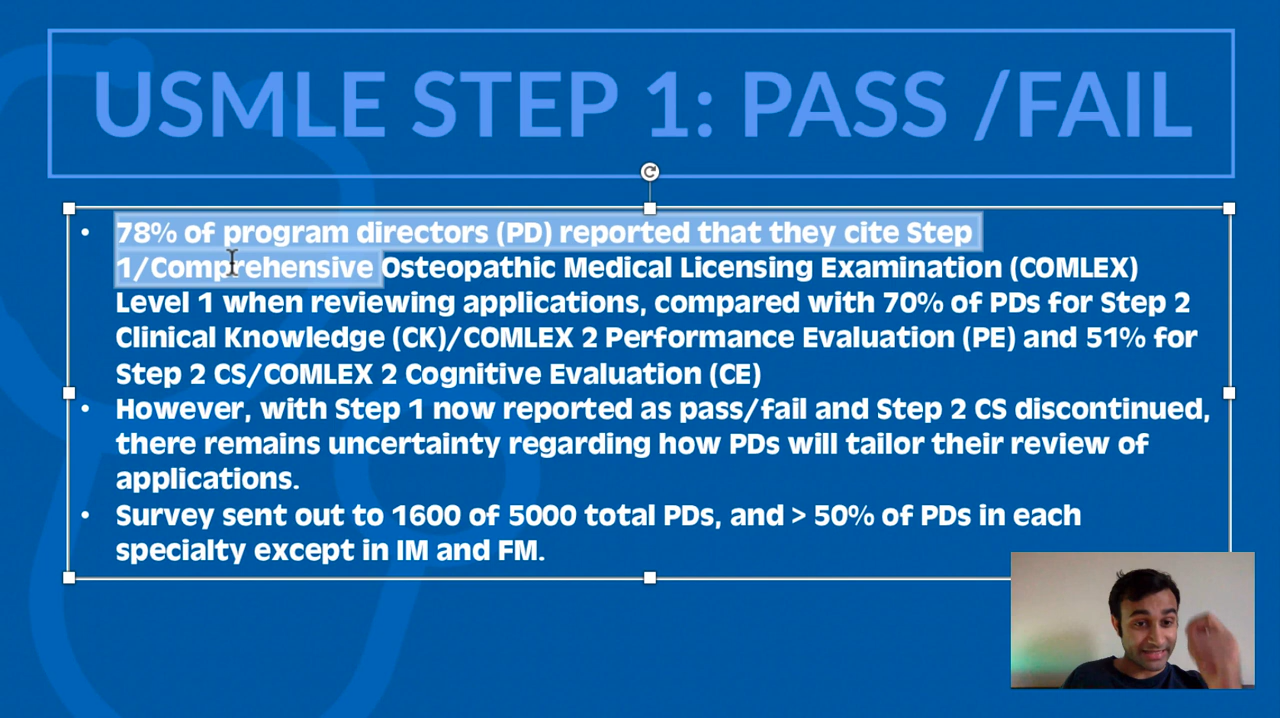 USMLE STEP 1: PASS /FAIL
• 78% of program directors (PD) reported that they cite Step
1/Comprehensive Osteopathic Medical Licensing Examination (COMLEX)
Level 1 when reviewing applications, compared with 70% of PDs for Step 2
Clinical Knowledge (CK)/COMLEX 2 Performance Evaluation (PE) and 51% for
Step 2 CS/COMLEX 2 Cognitive Evaluation (CE)
• However, with Step 1 now reported as pass/fail and Step 2 CS discontinued,
there remains uncertainty regarding how PDs will tailor their review of
applications.
• Survey sent out to 1600 of 5000 total PDs, and > 50% of PDs in each
specialty except in IM and FM.